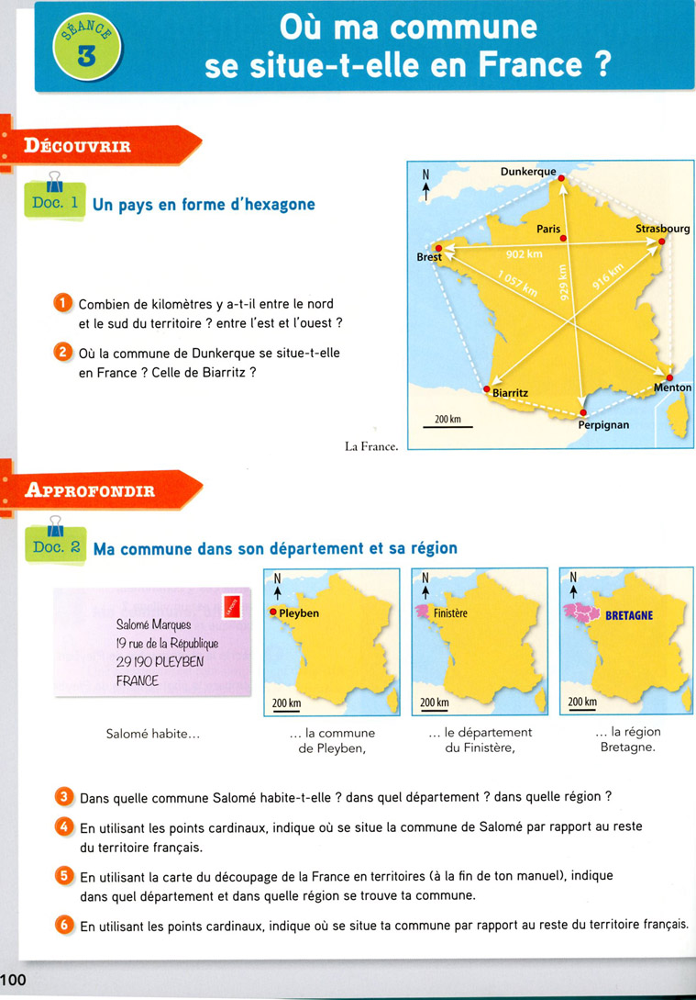 SÉANCE
3
Où ma commune
se situe-t-elle en France ?
DÉCOUVRIR
Doc. 1
Un pays en forme d'hexagone
1 Combien de kilomètres y a-t-il entre le nord
et le sud du territoire ? entre l'est et l'ouest ?
2 Où la commune de Dunkerque se situe-t-elle
en France ? Celle de Biarritz ?
N
Dunkerque
Paris
Strasbourg
Brest
902 km
1 057 km
929 km
916 km
Biarritz
Menton
Perpignan
200 km
La France.
APPROFONDIR
Doc. 2
Ma commune dans son département et sa région
LA POSTE
Salomé Marques
19 rue de la République
29190 PLEYBEN
FRANCE
N
Pleyben
200 km
N
Finistère
200 km
N
BRETAGNE
200 km
Salomé habite...
... la commune
de Pleyben,
... le département
du Finistère,
... la région
Bretagne.
3 Dans quelle commune Salomé habite-t-elle ? dans quel département ? dans quelle région ?
4 En utilisant les points cardinaux, indique où se situe la commune de Salomé par rapport au reste
du territoire français.
5 En utilisant la carte du découpage de la France en territoires (à la fin de ton manuel), indique
dans quel département et dans quelle région se trouve ta commune.
6 En utilisant les points cardinaux, indique où se situe ta commune par rapport au reste du territoire français.
100